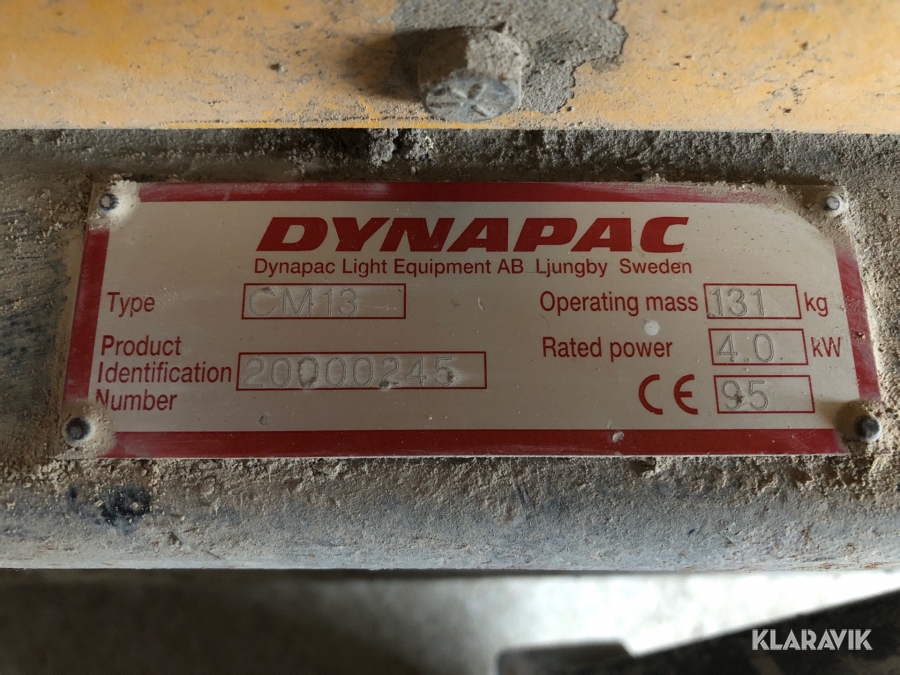 DYNAPAC
Dynapac Light Equipment AB Ljungby Sweden
Type CM13
Operating mass 131 kg
Product Identification Number 20000245
Rated power 4.0 kW
CE 95
KLARAVIK